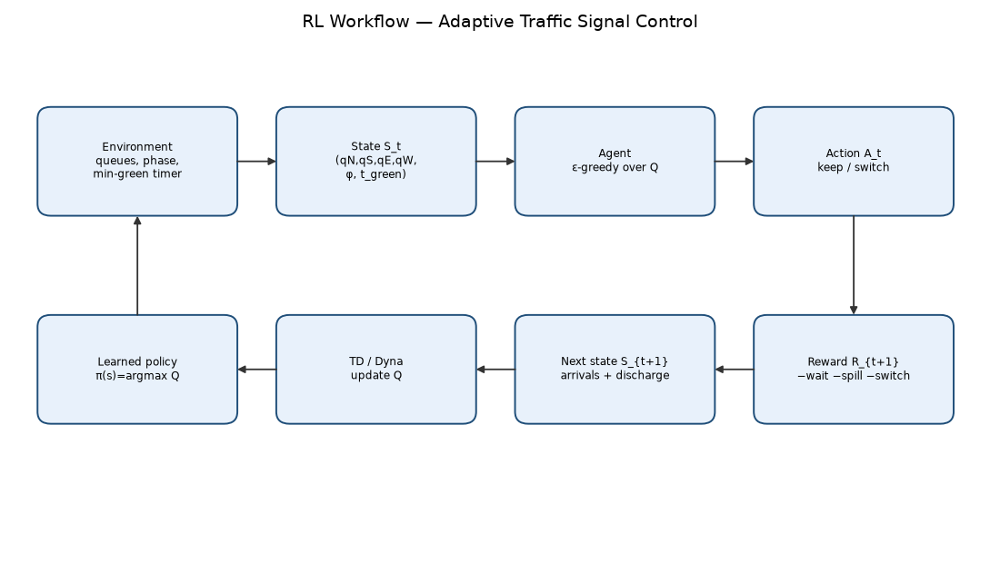 RL Workflow — Adaptive Traffic Signal Control
Environment
queues, phase,
min-green timer
State S_t
(qN,qS,qE,qW,
φ, t_green)
Agent
ε-greedy over Q
Action A_t
keep / switch
Learned policy
π(s)=argmax Q
TD / Dyna
update Q
Next state S_{t+1}
arrivals + discharge
Reward R_{t+1}
−wait −spill −switch